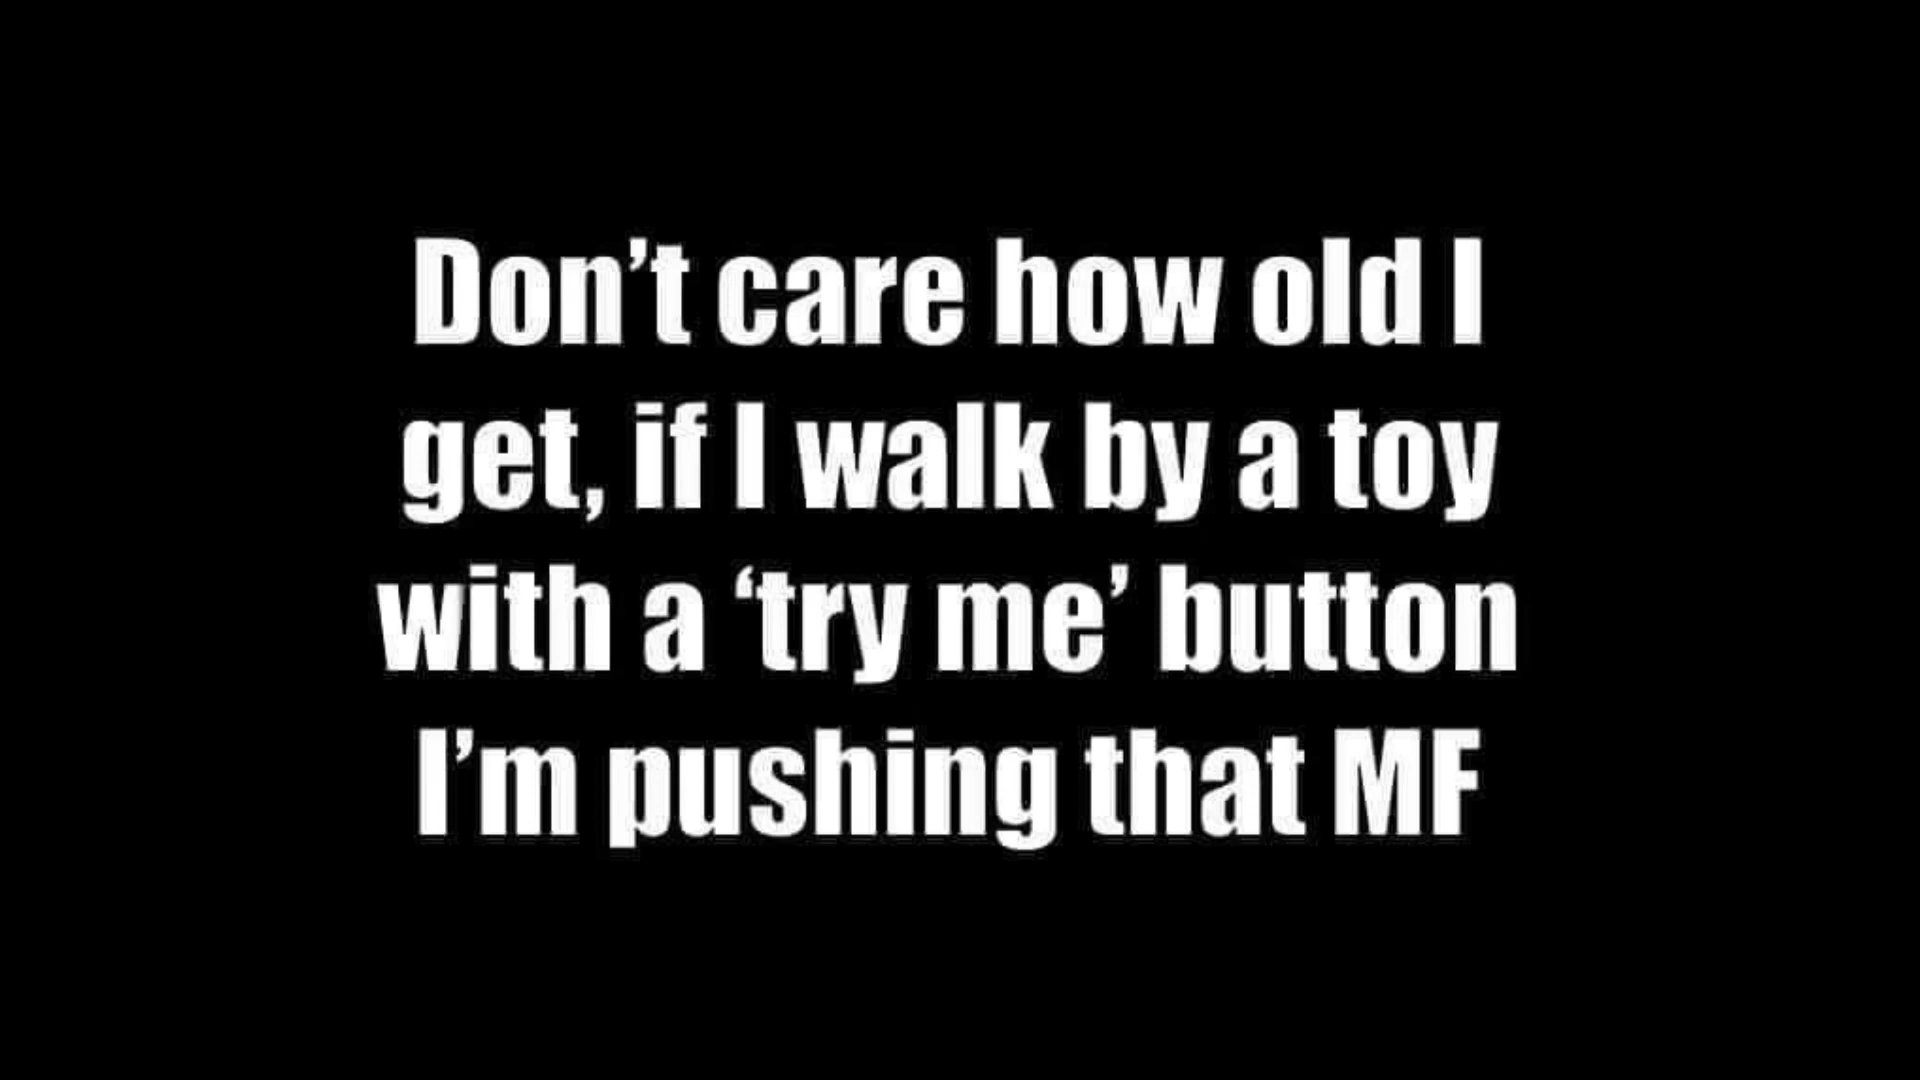 Don’t care how old I
get, if I walk by a toy
with a ‘try me’ button
I’m pushing that MF